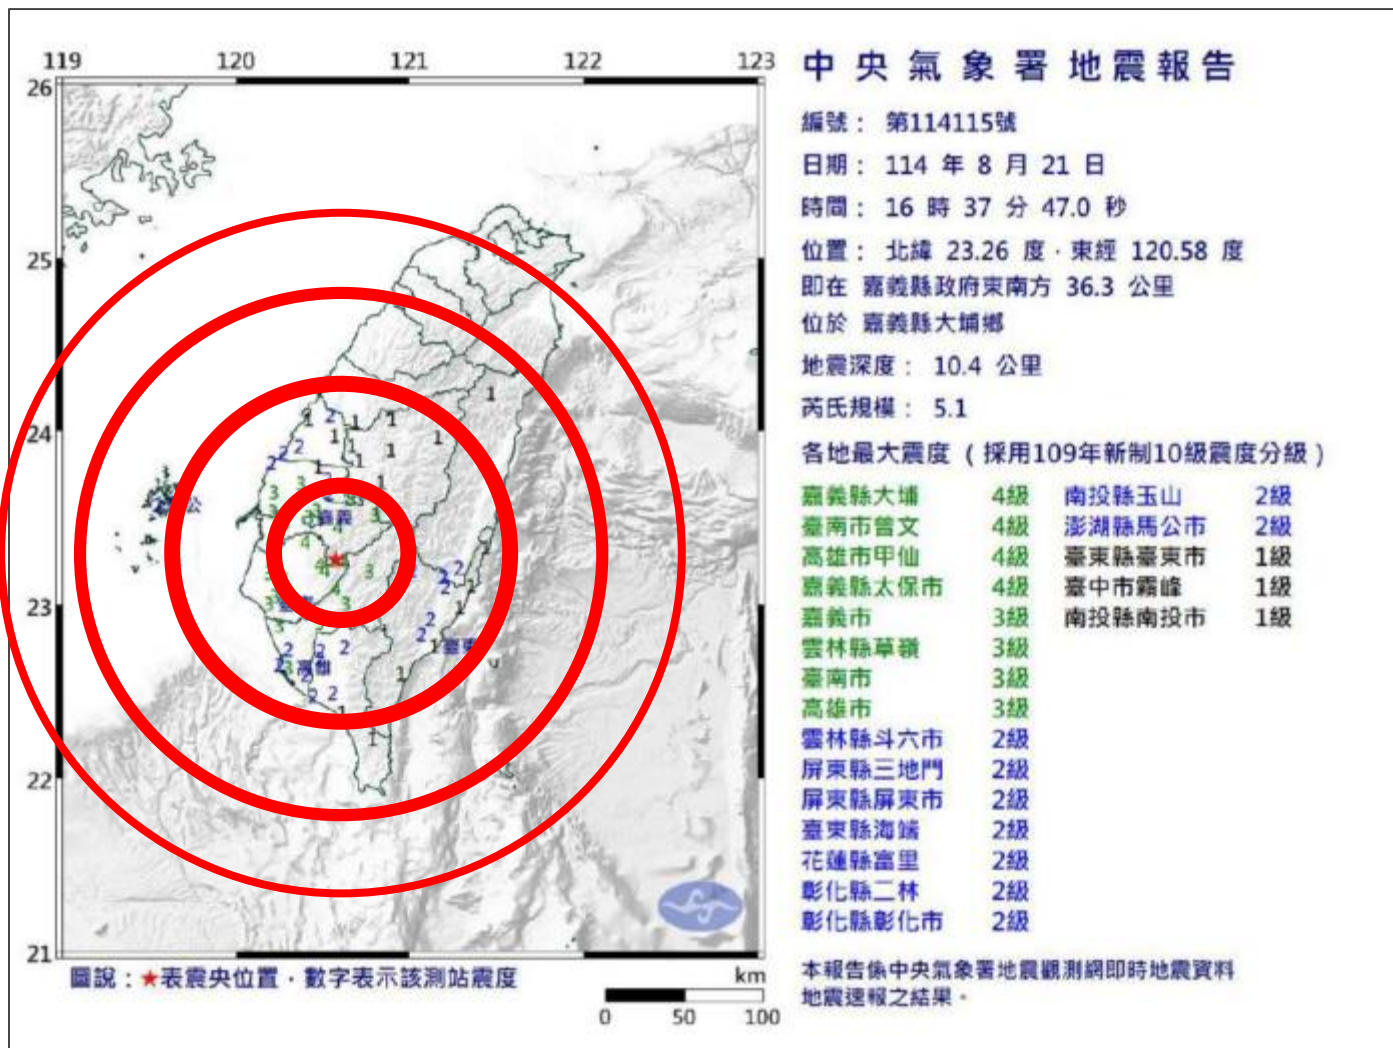 119 120 121 122 123
26
25
24
23
22
21
中央氣象署地震報告
編號： 第114115號
日期： 114 年 8 月 21 日
時間： 16 時 37 分 47.0 秒
位置： 北緯 23.26 度．東經 120.58 度
即在 嘉義縣政府東南方 36.3 公里
位於 嘉義縣大埔鄉
地震深度： 10.4 公里
芮氏規模： 5.1
各地最大震度（採用109年新制10級震度分級）
嘉義縣大埔 4級 南投縣玉山 2級
臺南市曾文 4級 澎湖縣馬公市 2級
高雄市甲仙 4級 臺東縣臺東市 1級
嘉義縣太保市 4級 臺中市霧峰 1級
嘉義市 3級 南投縣南投市 1級
雲林縣草嶺 3級
臺南市 3級
高雄市 3級
雲林縣斗六市 2級
屏東縣三地門 2級
屏東縣屏東市 2級
臺東縣海端 2級
花蓮縣富里 2級
彰化縣二林 2級
彰化縣彰化市 2級
本報告係中央氣象署地震觀測網即時地震資料
地震速報之結果。
嘉義
高雄
臺東
圖說：★表震央位置．數字表示該測站震度
km
0 50 100